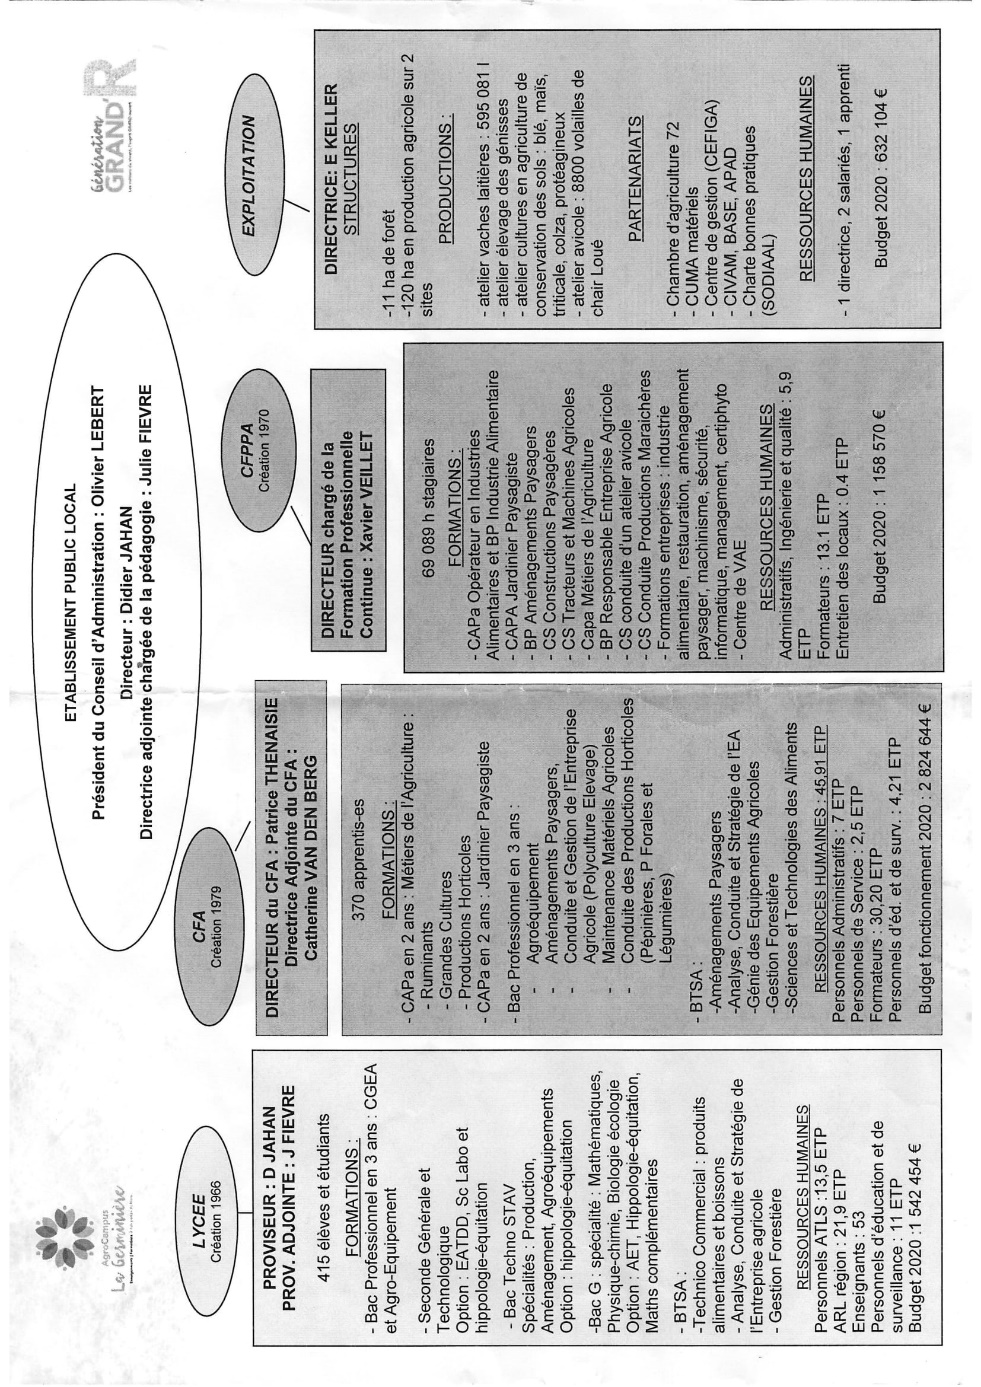 AgroCampus
La Germinière
génération
GRAND'R
ETABLISSEMENT PUBLIC LOCAL
Président du Conseil d'Administration : Olivier LEBERT
Directeur : Didier JAHAN
Directrice adjointe chargée de la pédagogie : Julie FIEVRE
LYCEE
Création 1966
PROVISEUR : D JAHAN
PROV. ADJOINTE : J FIEVRE
415 élèves et étudiants
FORMATIONS :
- Bac Professionnel en 3 ans : CGEA
et Agro-Equipement
- Seconde Générale et
Technologique
Option : EATDD, Sc Labo et
hippologie-équitation
- Bac Techno STAV
Spécialités : Production,
Aménagement, Agroéquipements
Option : hippologie-équitation
-Bac G : spécialité : Mathématiques,
Physique-chimie, Biologie écologie
Option : AET, Hippologie-équitation,
Maths complémentaires
- BTSA :
-Technico Commercial : produits
alimentaires et boissons
- Analyse, Conduite et Stratégie de
l'Entreprise agricole
- Gestion Forestière
RESSOURCES HUMAINES
Personnels ATLS :13,5 ETP
ARL région : 21,9 ETP
Enseignants : 53
Personnels d'éducation et de
surveillance : 11 ETP
Budget 2020 :1 542 454 €
CFA
Création 1979
DIRECTEUR du CFA : Patrice THENAISIE
Directrice Adjointe du CFA :
Catherine VAN DEN BERG
370 apprentis-es
FORMATIONS :
- CAPa en 2 ans : Métiers de l'Agriculture :
- Ruminants
- Grandes Cultures
- Productions Horticoles
- CAPa en 2 ans : Jardinier Paysagiste
- Bac Professionnel en 3 ans :
- Agroéquipement
- Aménagements Paysagers,
- Conduite et Gestion de l'Entreprise
Agricole (Polyculture Elevage)
- Maintenance Matériels Agricoles
- Conduite des Productions Horticoles
(Pépinières, P Forales et
Légumières)
- BTSA :
-Aménagements Paysagers
-Analyse, Conduite et Stratégie de l'EA
-Génie des Equipements Agricoles
-Gestion Forestière
-Sciences et Technologies des Aliments
RESSOURCES HUMAINES : 45,91 ETP
Personnels Administratifs : 7 ETP
Personnels de Service : 2,5 ETP
Formateurs : 30,20 ETP
Personnels d'éd. et de surv.: 4,21 ETP
Budget fonctionnement 2020 : 2 824 644 €
CFPPA
Création 1970
DIRECTEUR chargé de la
Formation Professionnelle
Continue : Xavier VEILLET
69 089 h stagiaires
FORMATIONS :
- CAPa Opérateur en Industries
Alimentaires et BP Industrie Alimentaire
- CAPA Jardinier Paysagiste
- BP Aménagements Paysagers
- CS Constructions Paysagères
- CS Tracteurs et Machines Agricoles
- Capa Métiers de l'Agriculture
- BP Responsable Entreprise Agricole
- CS conduite d'un atelier avicole
- CS Conduite Productions Maraichères
- Formations entreprises : industrie
alimentaire, restauration, aménagement
paysager, machinisme, sécurité,
informatique, management, certiphyto
- Centre de VAE
RESSOURCES HUMAINES
Administratifs, Ingénierie et qualité : 5,9
ETP
Formateurs : 13.1 ETP
Entretien des locaux : 0.4 ETP
Budget 2020 : 1 158 570 €
EXPLOITATION
DIRECTRICE: E KELLER
STRUCTURES
-11 ha de forêt
-120 ha en production agricole sur 2
sites
PRODUCTIONS :
- atelier vaches laitières : 595 081 l
- atelier élevage des génisses
- atelier cultures en agriculture de
conservation des sols : blé, maïs,
triticale, colza, protéagineux
- atelier avicole : 8800 volailles de
chair Loué
PARTENARIATS
- Chambre d'agriculture 72
- CUMA matériels
- Centre de gestion (CEFIGA)
- CIVAM, BASE, APAD
- Charte bonnes pratiques
(SODIAAL)
RESSOURCES HUMAINES
- 1 directrice, 2 salariés, 1 apprenti
Budget 2020 : 632 104 €